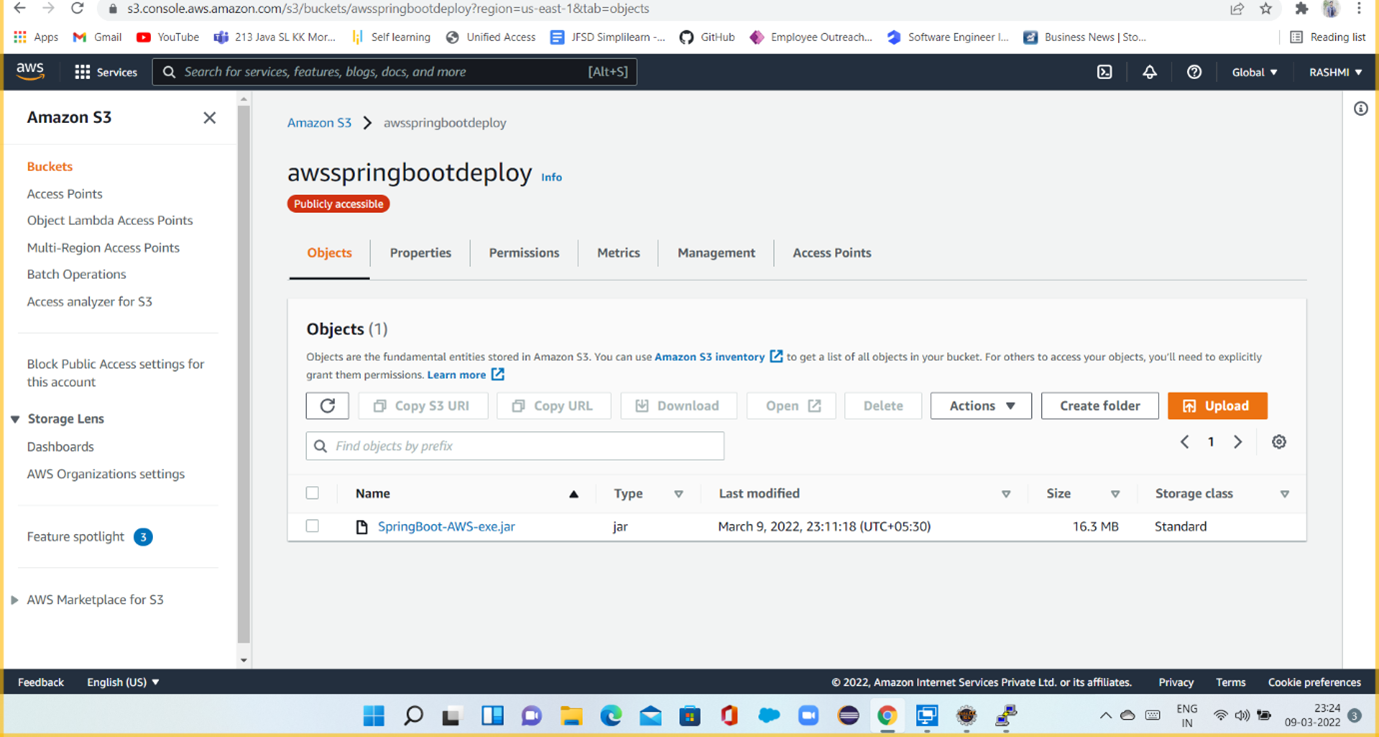 s3.console.aws.amazon.com/s3/buckets/awsspringbootdeploy?region=us-east-1&tab=objects
Apps Gmail YouTube 213 Java SL KK Mor... Self learning Unified Access JFSD Simplilearn -... GitHub Employee Outreach... Software Engineer I... Business News | Sto... Reading list
aws Services Search for services, features, blogs, docs, and more [Alt+S] Global ▼ RASHMI ▼
Amazon S3
Buckets
Access Points
Object Lambda Access Points
Multi-Region Access Points
Batch Operations
Access analyzer for S3
Block Public Access settings for
this account
Storage Lens
Dashboards
AWS Organizations settings
Feature spotlight 3
AWS Marketplace for S3
Amazon S3 > awsspringbootdeploy
awsspringbootdeploy Info
Publicly accessible
Objects Properties Permissions Metrics Management Access Points
Objects (1)
Objects are the fundamental entities stored in Amazon S3. You can use Amazon S3 inventory to get a list of all objects in your bucket. For others to access your objects, you'll need to explicitly
grant them permissions. Learn more
Copy S3 URI Copy URL Download Open Delete Actions ▼ Create folder Upload
Find objects by prefix
1
Name Type Last modified Size Storage class
SpringBoot-AWS-exe.jar jar March 9, 2022, 23:11:18 (UTC+05:30) 16.3 MB Standard
Feedback English (US) ▼ © 2022, Amazon Internet Services Private Ltd. or its affiliates. Privacy Terms Cookie preferences
ENG
IN
23:24
09-03-2022
3